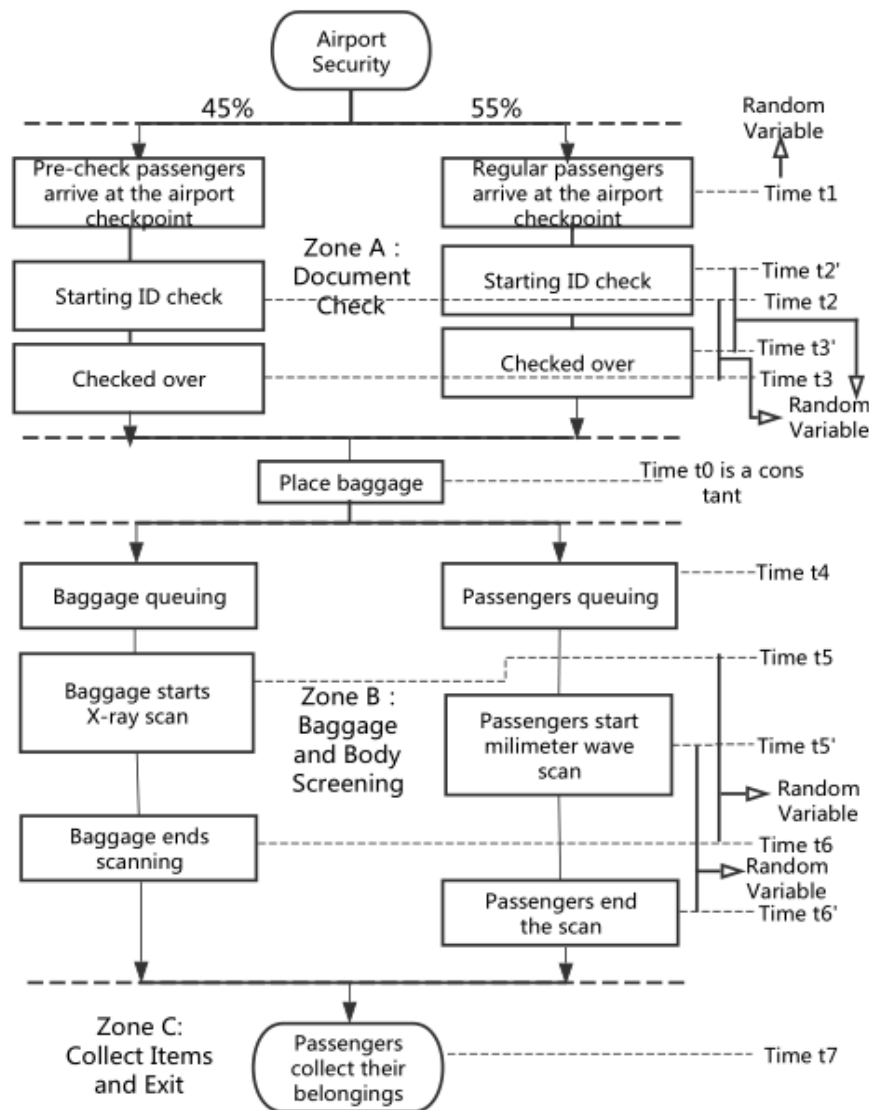 Airport
Security
45%
55%
Random
Variable
Pre-check passengers
arrive at the airport
checkpoint
Regular passengers
arrive at the airport
checkpoint
Time t1
Zone A :
Document
Check
Starting ID check
Starting ID check
Time t2'
Time t2
Checked over
Checked over
Time t3'
Time t3
Random
Variable
Place baggage
Time t0 is a cons
tant
Baggage queuing
Passengers queuing
Time t4
Baggage starts
X-ray scan
Zone B :
Baggage
and Body
Screening
Passengers start
milimeter wave
scan
Time t5
Time t5'
Random
Variable
Baggage ends
scanning
Time t6
Random
Variable
Passengers end
the scan
Time t6'
Zone C:
Collect Items
and Exit
Passengers
collect their
belongings
Time t7